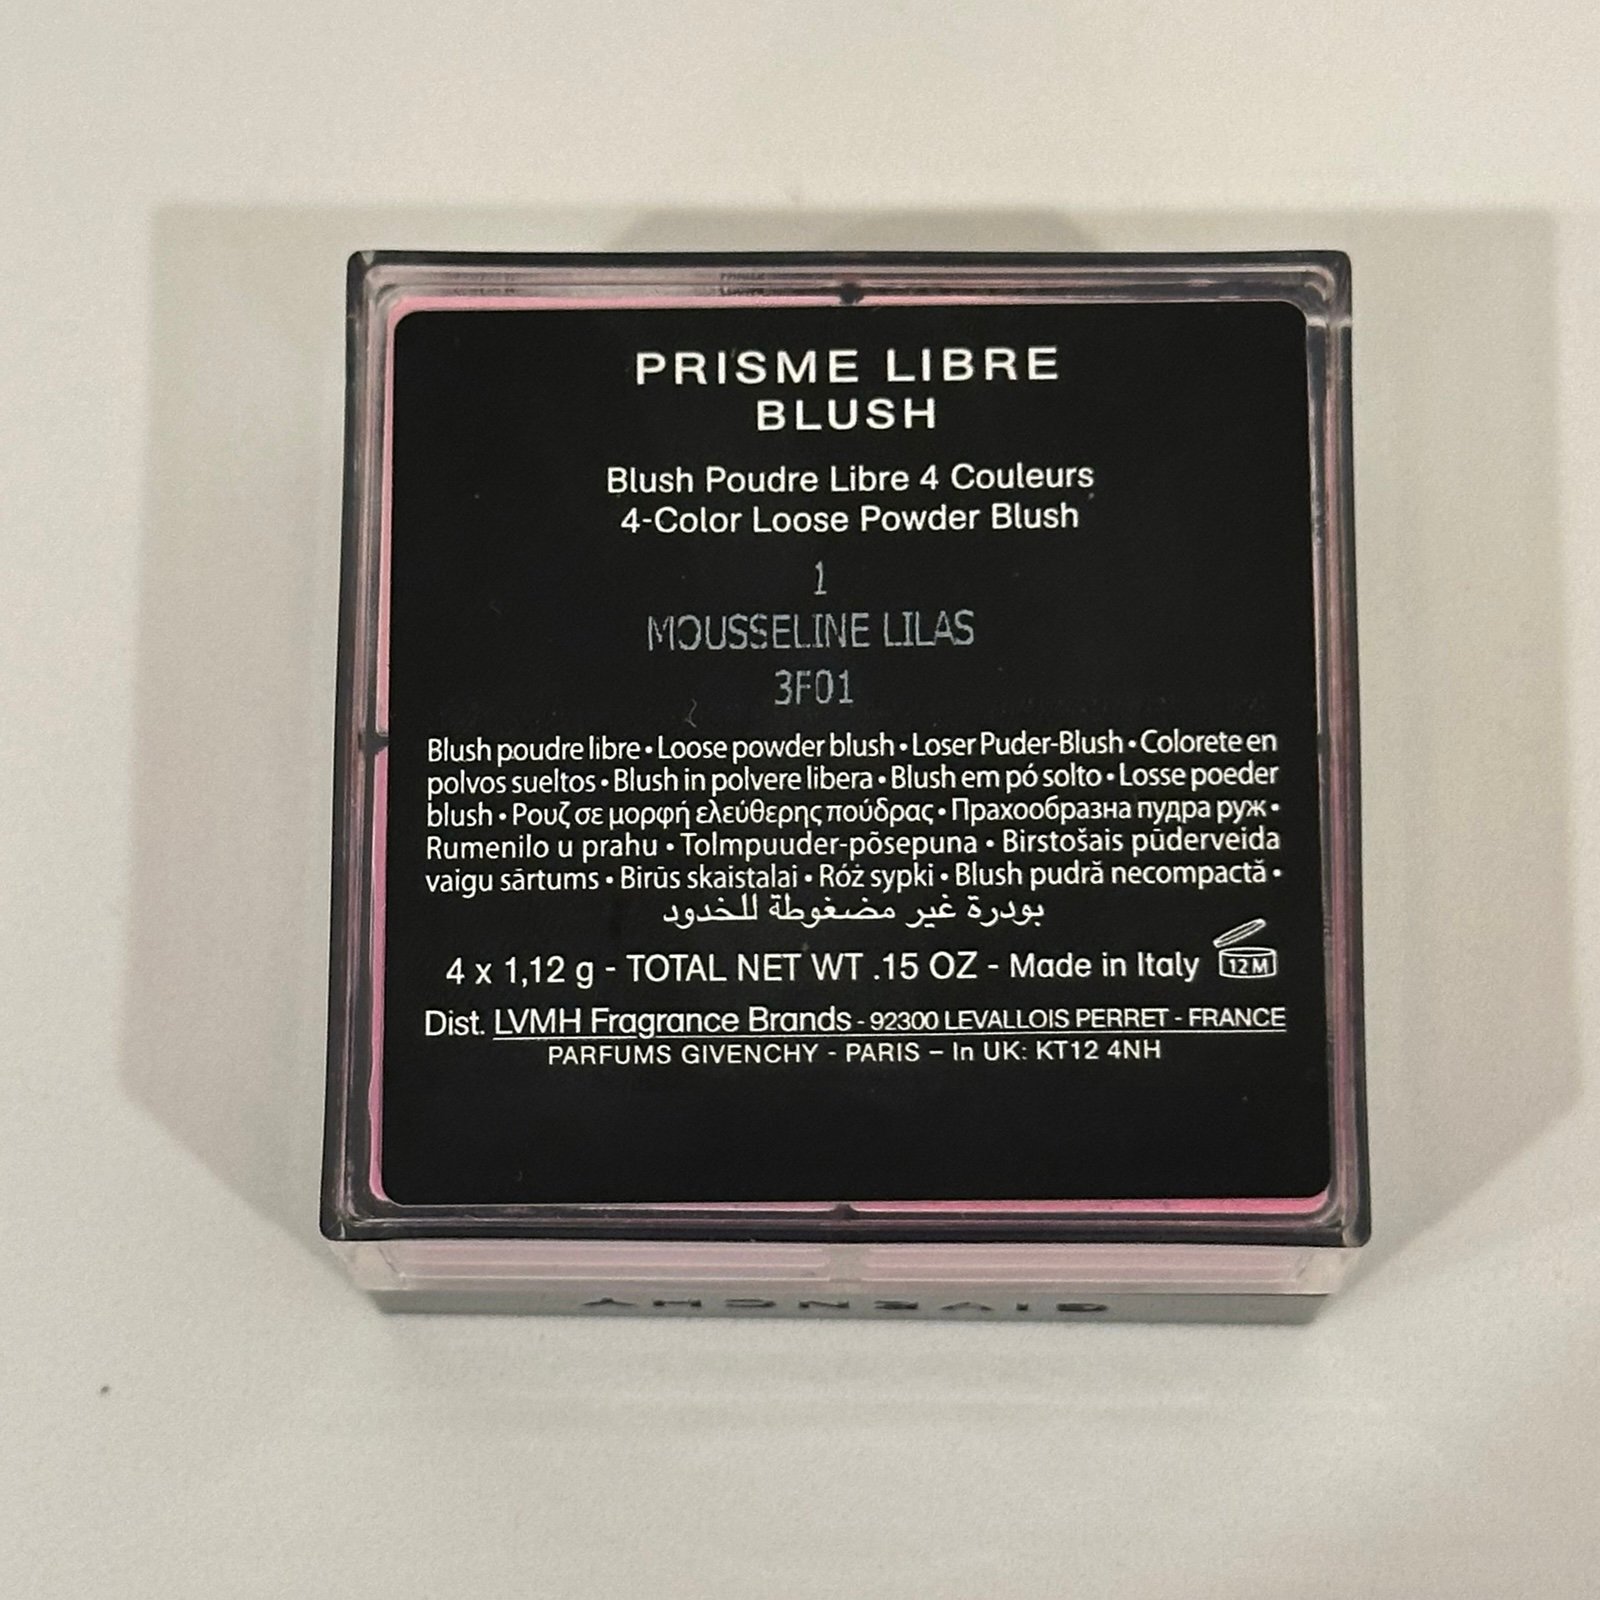 PRISME LIBRE
BLUSH
Blush Poudre Libre 4 Couleurs
4-Color Loose Powder Blush
1
MOUSSELINE LILAS
3F01
Blush poudre libre • Loose powder blush • Loser Puder-Blush • Colorete en
polvos sueltos • Blush in polvere libera • Blush em pó solto • Losse poeder
blush • Ρουζ σε μορφή ελεύθερης πούδρας • Прахообразна пудра руж •
Rumenilo u prahu • Tolmpuuder-põsepuna • Birstošais pūderveida
vaigu sārtums • Birūs skaistalai • Róż sypki • Blush pudră necompactă •
بودرة غير مضغوطة للخدود
4 x 1,12 g - TOTAL NET WT .15 OZ - Made in Italy 12 M
Dist. LVMH Fragrance Brands - 92300 LEVALLOIS PERRET - FRANCE
PARFUMS GIVENCHY - PARIS – In UK: KT12 4NH
GIVENCHY